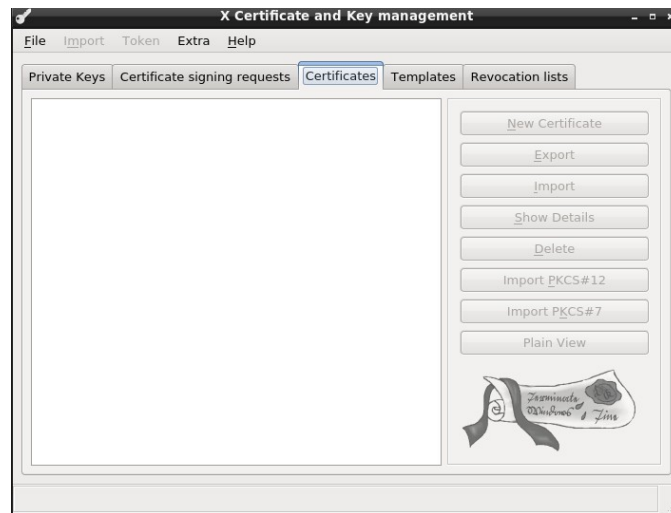 X Certificate and Key management
File Import Token Extra Help
Private Keys Certificate signing requests Certificates Templates Revocation lists
New Certificate
Export
Import
Show Details
Delete
Import PKCS#12
Import PKCS#7
Plain View